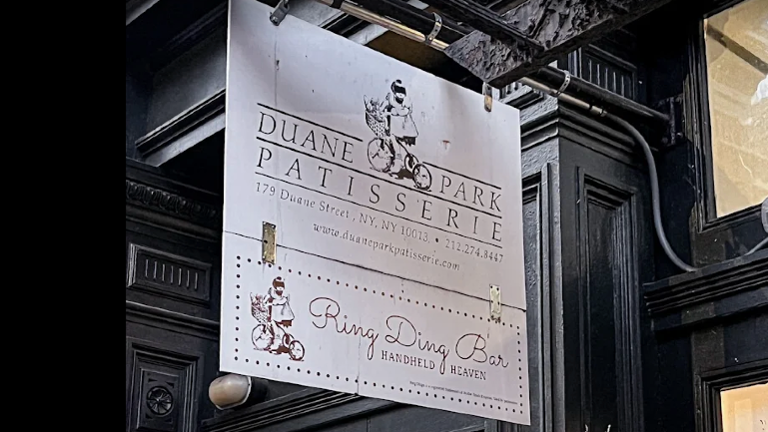 DUANE PARK
PATISSERIE
179 Duane Street, NY, NY 10013 • 212.274.8447
www.duaneparkpatisserie.com
Ring Ding Bar
HANDHELD HEAVEN